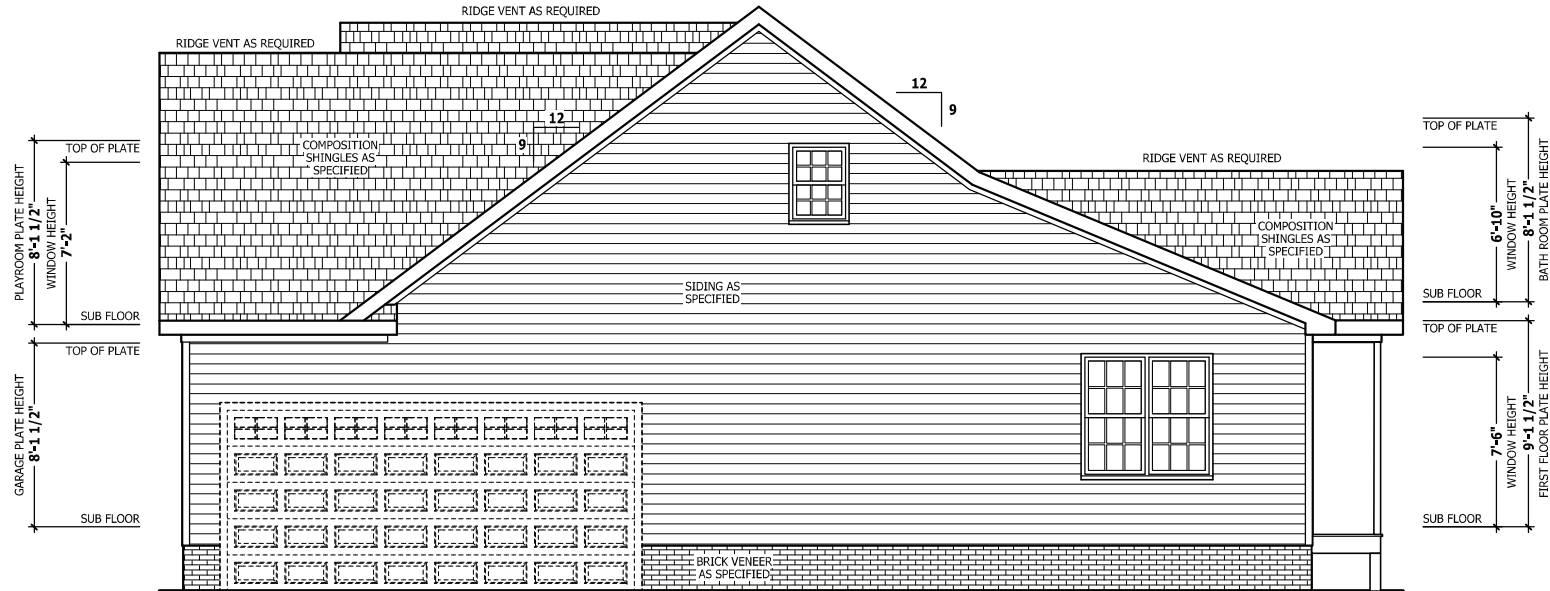 RIDGE VENT AS REQUIRED
RIDGE VENT AS REQUIRED
12
9
12
9
COMPOSITION
SHINGLES AS
SPECIFIED
RIDGE VENT AS REQUIRED
COMPOSITION
SHINGLES AS
SPECIFIED
SIDING AS
SPECIFIED
BRICK VENEER
AS SPECIFIED
TOP OF PLATE
PLAYROOM PLATE HEIGHT
8'-1 1/2"
WINDOW HEIGHT
7'-2"
SUB FLOOR
TOP OF PLATE
GARAGE PLATE HEIGHT
8'-1 1/2"
SUB FLOOR
TOP OF PLATE
6'-10"
WINDOW HEIGHT
8'-1 1/2"
BATH ROOM PLATE HEIGHT
SUB FLOOR
TOP OF PLATE
7'-6"
WINDOW HEIGHT
9'-1 1/2"
FIRST FLOOR PLATE HEIGHT
SUB FLOOR